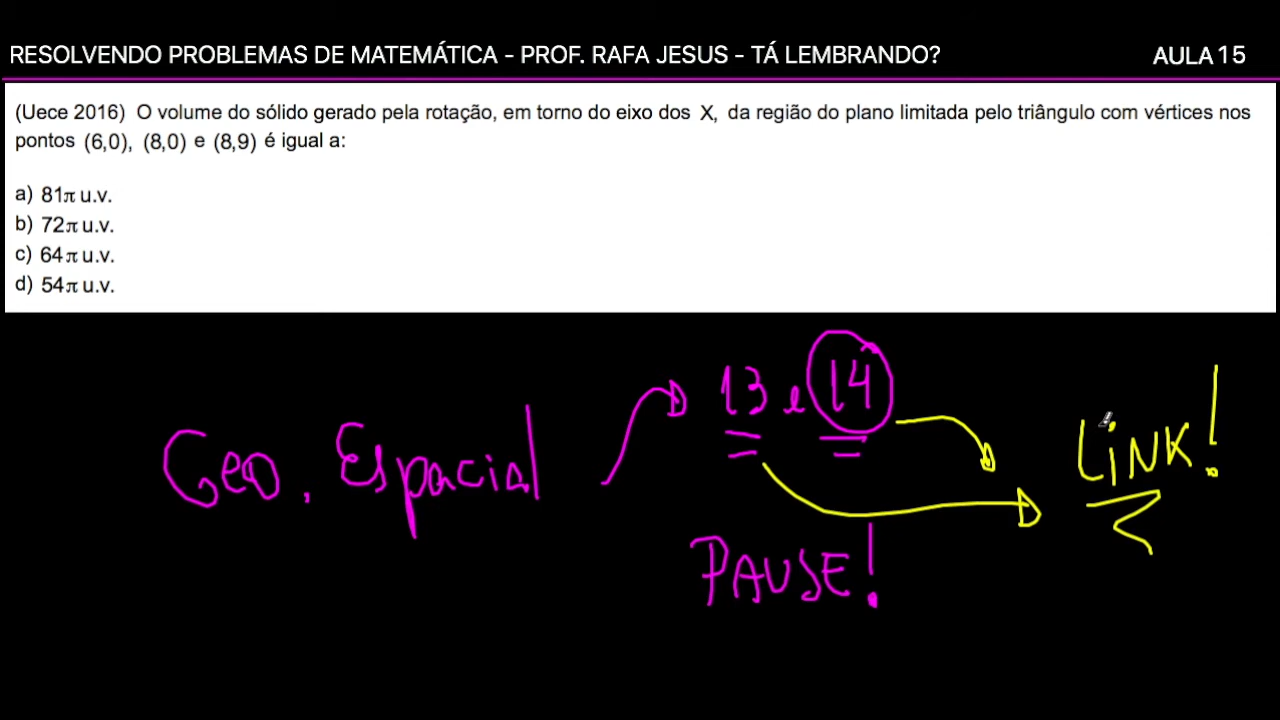 RESOLVENDO PROBLEMAS DE MATEMÁTICA - PROF. RAFA JESUS - TÁ LEMBRANDO? AULA 15
(Uece 2016) O volume do sólido gerado pela rotação, em torno do eixo dos X, da região do plano limitada pelo triângulo com vértices nos
pontos (6,0), (8,0) e (8,9) é igual a:
a) 81π u.v.
b) 72π u.v.
c) 64π u.v.
d) 54π u.v.
Geo. Espacial
13 e 14
LiNK!
PAUSE!